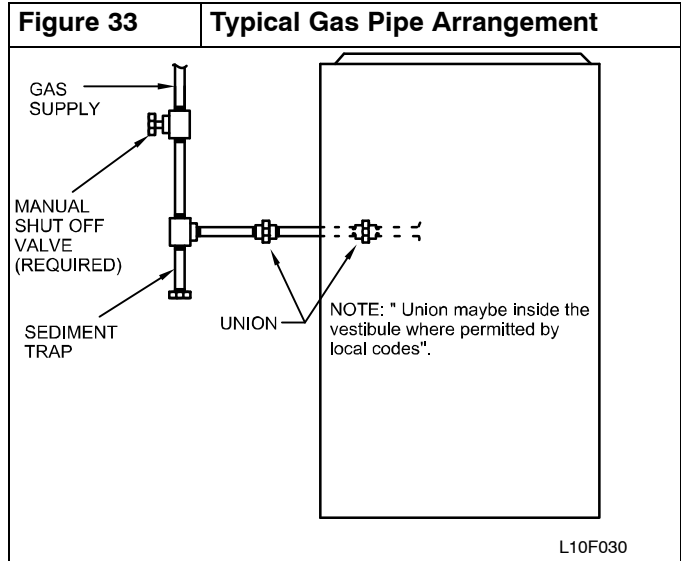 Figure 33 Typical Gas Pipe Arrangement
GAS
SUPPLY
MANUAL
SHUT OFF
VALVE
(REQUIRED)
SEDIMENT
TRAP
UNION
NOTE: " Union maybe inside the
vestibule where permitted by
local codes".
L10F030